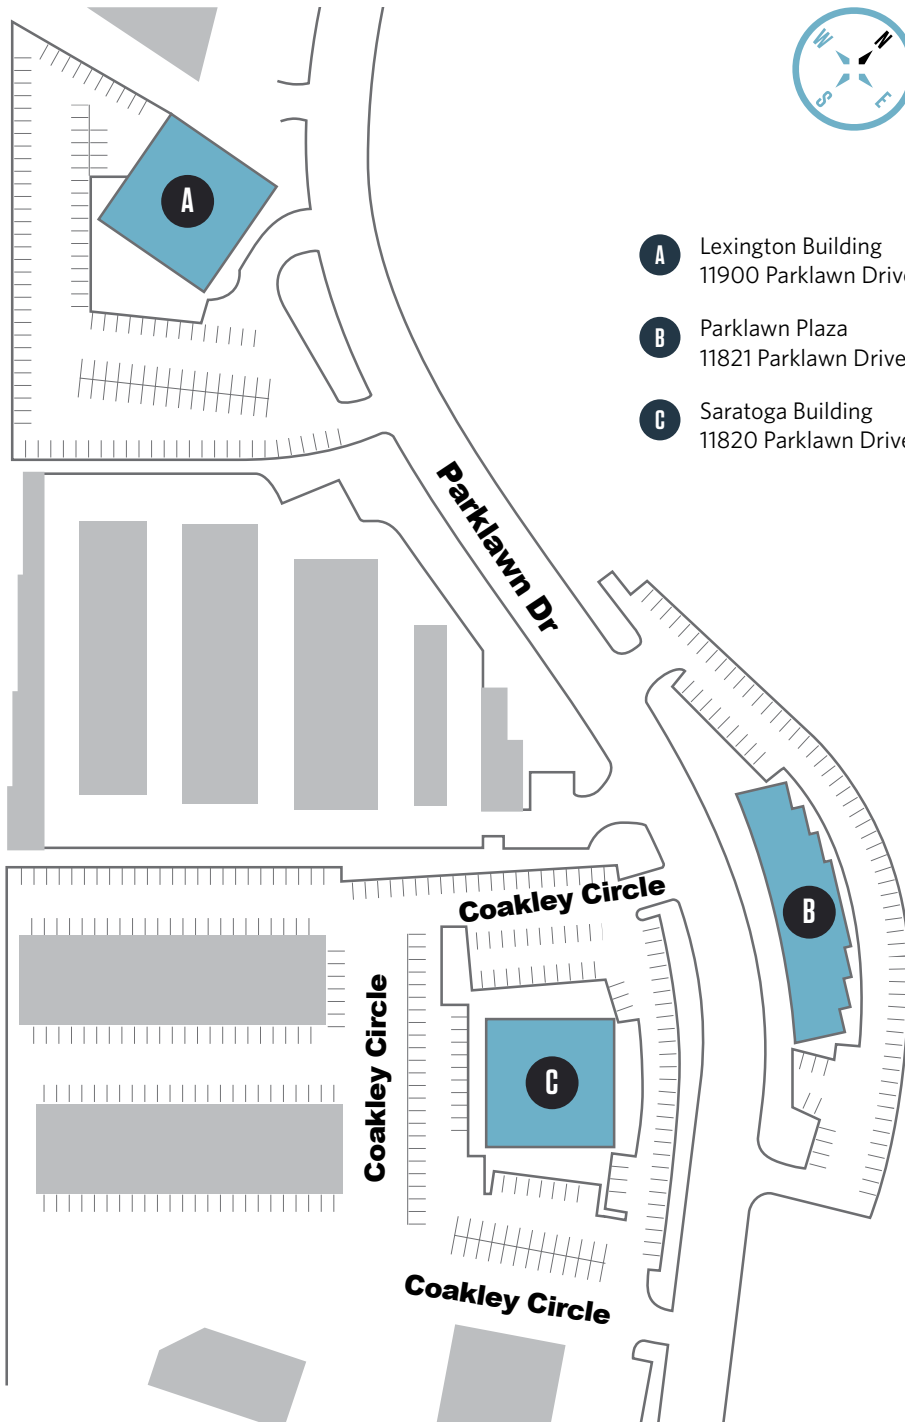 W
N
S
E
A
A
Lexington Building
11900 Parklawn Drive
B
Parklawn Plaza
11821 Parklawn Drive
C
Saratoga Building
11820 Parklawn Drive
Parklawn Dr
Coakley Circle
B
Coakley Circle
C
Coakley Circle